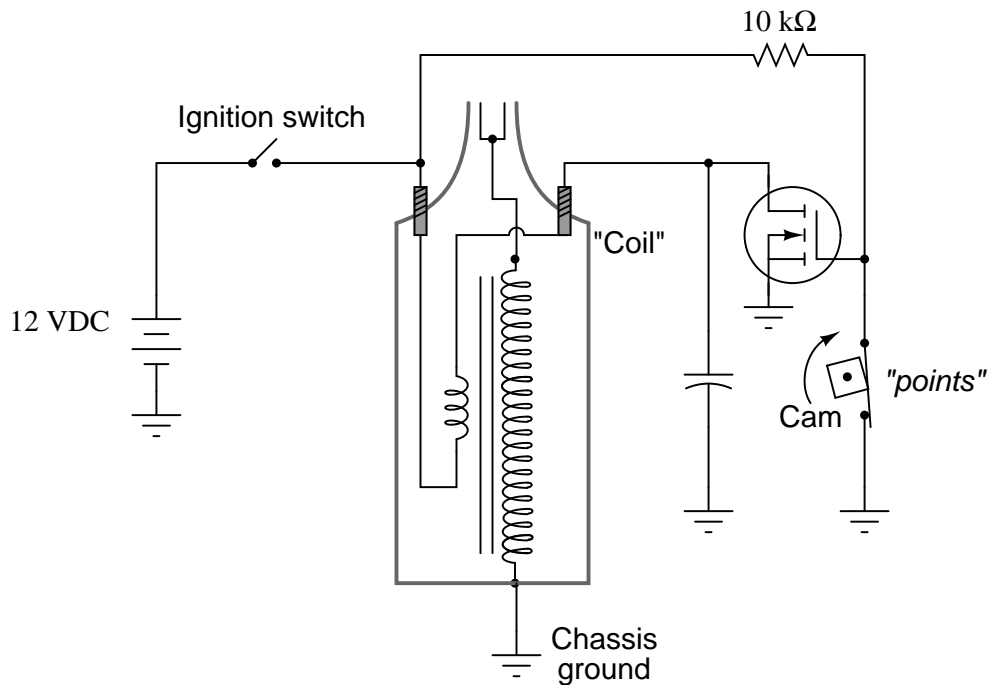 10 kΩ
Ignition switch
"Coil"
12 VDC
"points"
Cam
Chassis
ground